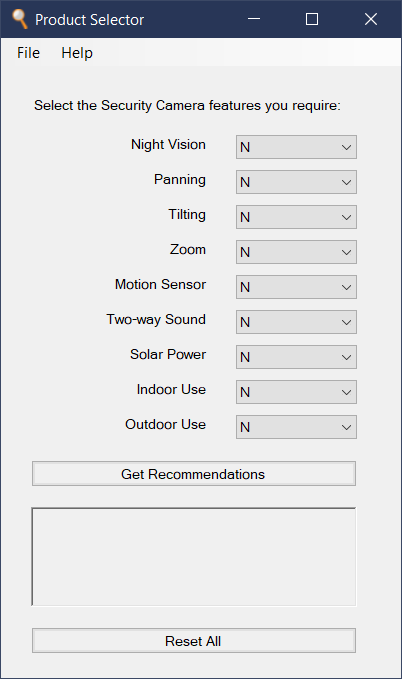 Product Selector
File Help
Select the Security Camera features you require:
Night Vision N
Panning N
Tilting N
Zoom N
Motion Sensor N
Two-way Sound N
Solar Power N
Indoor Use N
Outdoor Use N
Get Recommendations
Reset All